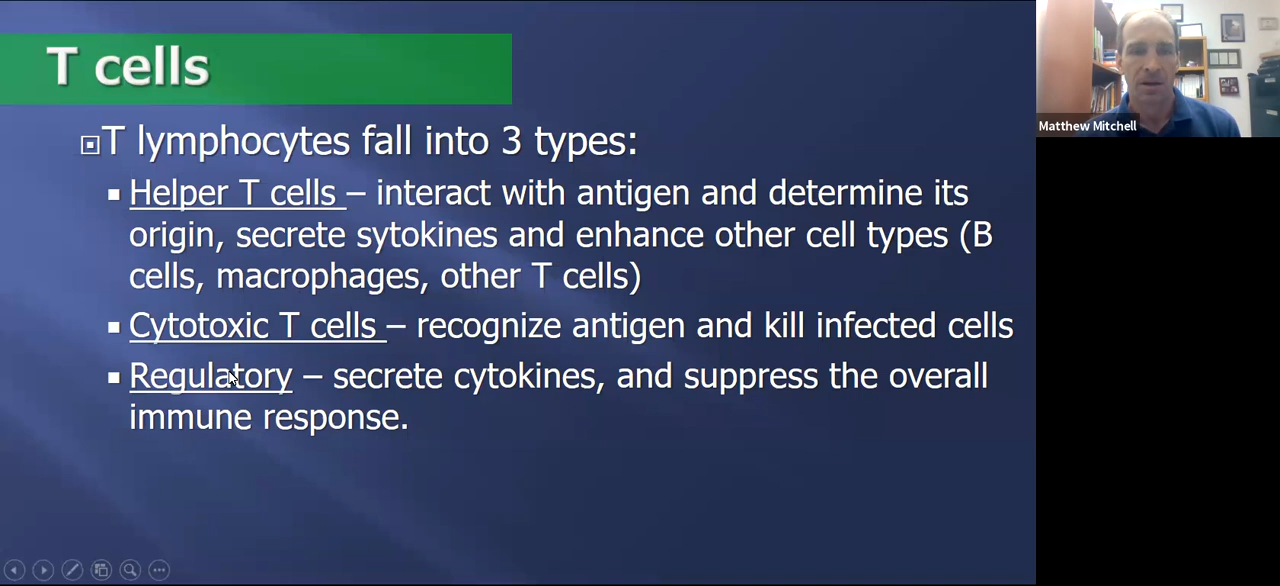 T cells
T lymphocytes fall into 3 types:
Helper T cells – interact with antigen and determine its
origin, secrete sytokines and enhance other cell types (B
cells, macrophages, other T cells)
Cytotoxic T cells – recognize antigen and kill infected cells
Regulatory – secrete cytokines, and suppress the overall
immune response.
Matthew Mitchell